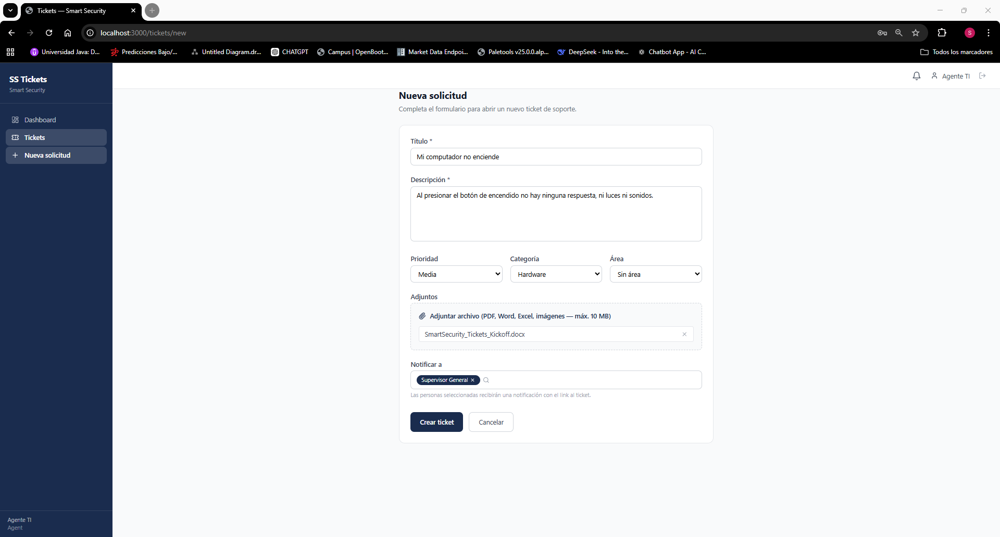 Tickets — Smart Security
localhost:3000/tickets/new
S
Universidad Java: D...
Predicciones Bajo/...
Untitled Diagram.dr...
CHATGPT
Campus | OpenBoot...
Market Data Endpoi...
Paletools v25.0.0.alp...
DeepSeek - Into the...
Chatbot App - AI C...
Todos los marcadores
SS Tickets
Smart Security
Agente TI
Dashboard
Tickets
Nueva solicitud
Nueva solicitud
Completa el formulario para abrir un nuevo ticket de soporte.
Título *
Mi computador no enciende
Descripción *
Al presionar el botón de encendido no hay ninguna respuesta, ni luces ni sonidos.
Prioridad
Categoría
Área
Media
Hardware
Sin área
Adjuntos
Adjuntar archivo (PDF, Word, Excel, imágenes — máx. 10 MB)
SmartSecurity_Tickets_Kickoff.docx
Notificar a
Supervisor General
Las personas seleccionadas recibirán una notificación con el link al ticket.
Crear ticket
Cancelar
Agente TI
Agent